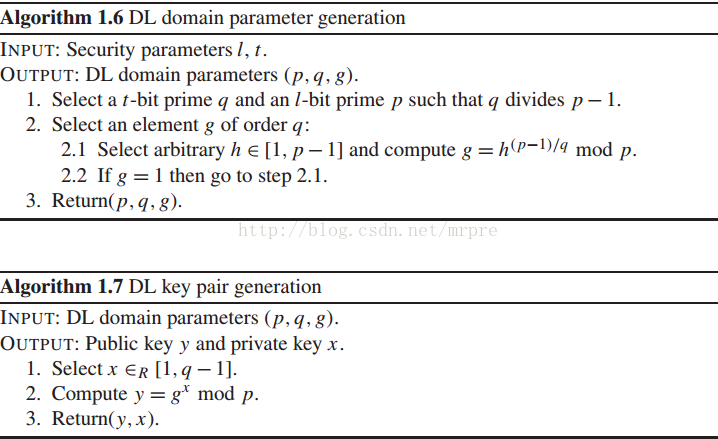 Algorithm 1.6 DL domain parameter generation
INPUT: Security parameters l, t.
OUTPUT: DL domain parameters (p, q, g).
1. Select a t-bit prime q and an l-bit prime p such that q divides p − 1.
2. Select an element g of order q:
2.1 Select arbitrary h ∈ [1, p − 1] and compute g = h^(p−1)/q mod p.
2.2 If g = 1 then go to step 2.1.
3. Return(p, q, g).
http://blog.csdn.net/mrpre
Algorithm 1.7 DL key pair generation
INPUT: DL domain parameters (p, q, g).
OUTPUT: Public key y and private key x.
1. Select x ∈R [1, q − 1].
2. Compute y = g^x mod p.
3. Return(y, x).